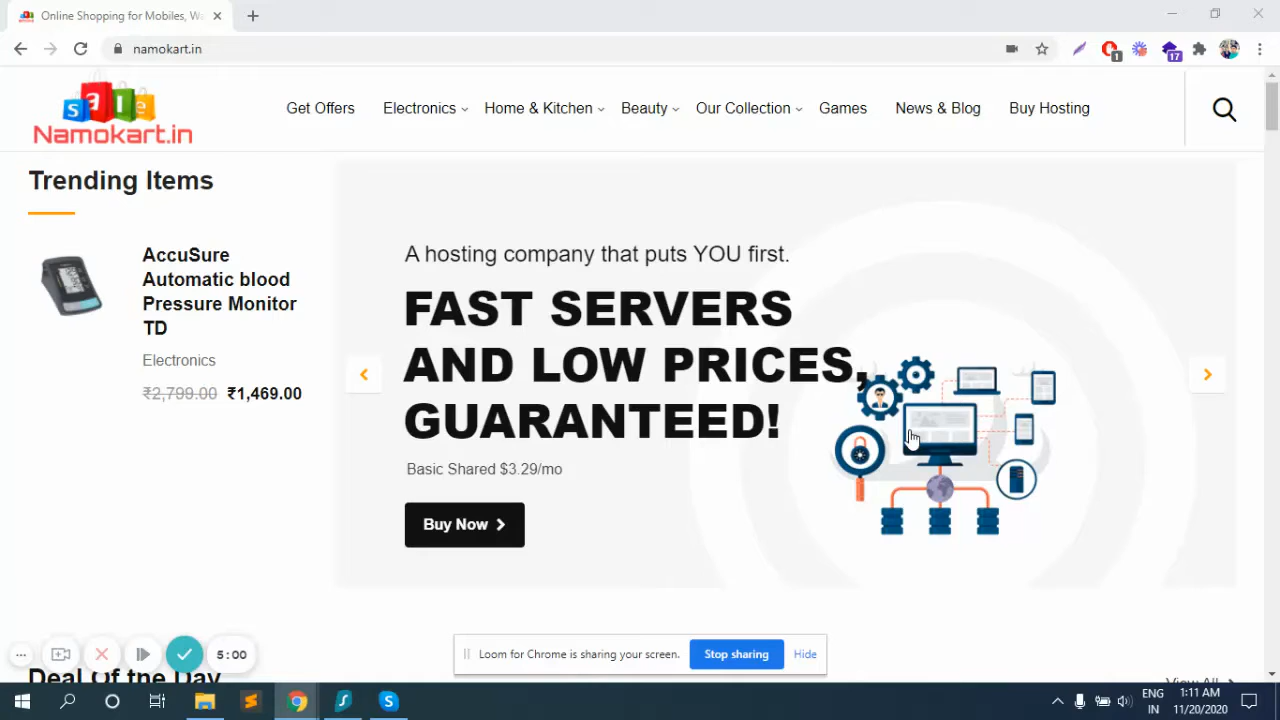 Online Shopping for Mobiles, Wa
namokart.in
1
17
sale
Namokart.in
Get Offers
Electronics
Home & Kitchen
Beauty
Our Collection
Games
News & Blog
Buy Hosting
Trending Items
AccuSure
Automatic blood
Pressure Monitor
TD
Electronics
₹2,799.00 ₹1,469.00
A hosting company that puts YOU first.
FAST SERVERS
AND LOW PRICES,
GUARANTEED!
Basic Shared $3.29/mo
Buy Now
5:00
Loom for Chrome is sharing your screen.
Stop sharing
Hide
Deal Of the Day
View All
ENG
IN
1:11 AM
11/20/2020